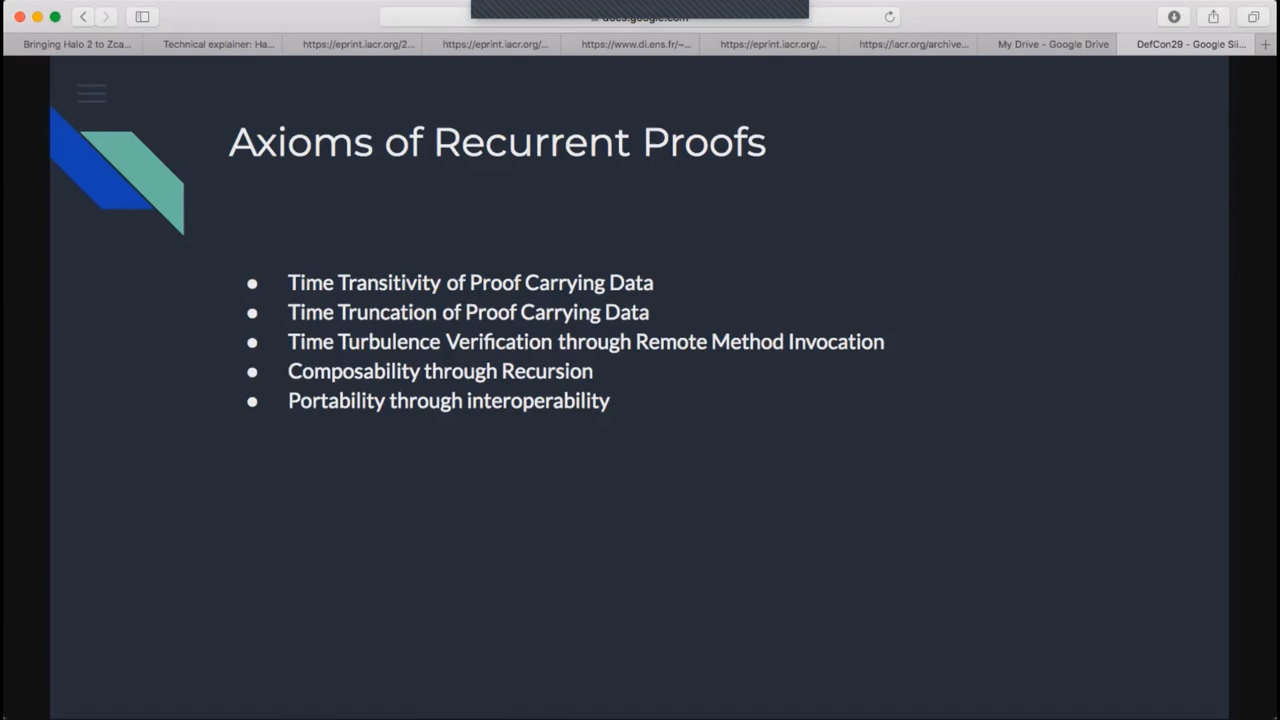 docs.google.com
Bringing Halo 2 to Zca...
Technical explainer: Ha...
https://eprint.iacr.org/2...
https://eprint.iacr.org/...
https://www.di.ens.fr/~...
https://eprint.iacr.org/...
https://iacr.org/archive...
My Drive - Google Drive
DefCon29 - Google Sli...
Axioms of Recurrent Proofs
● Time Transitivity of Proof Carrying Data
● Time Truncation of Proof Carrying Data
● Time Turbulence Verification through Remote Method Invocation
● Composability through Recursion
● Portability through interoperability